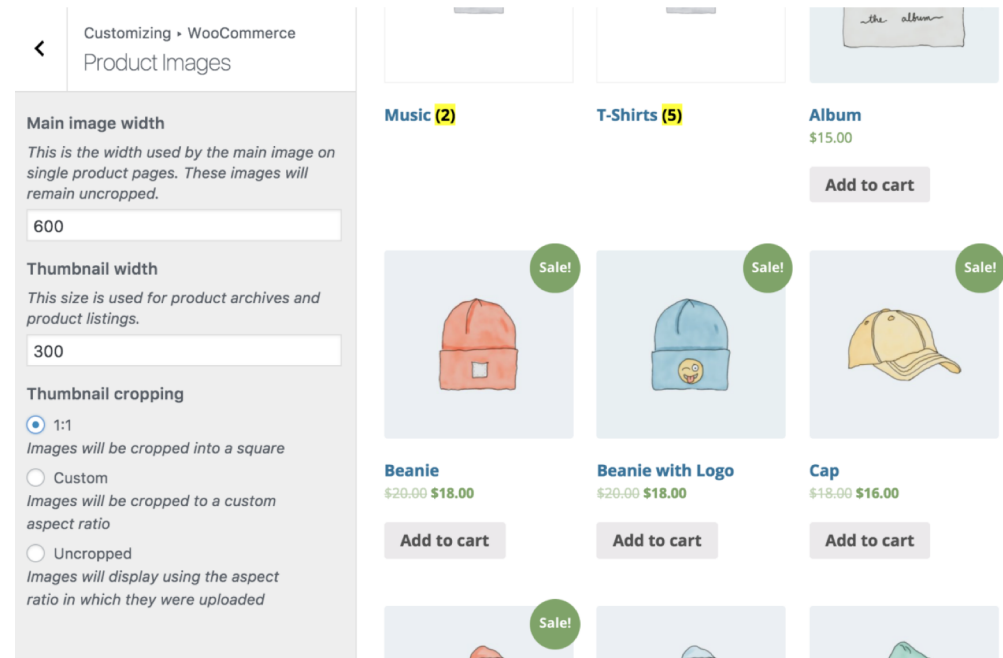 Customizing ▸ WooCommerce
Product Images
Main image width
This is the width used by the main image on
single product pages. These images will
remain uncropped.
600
Thumbnail width
This size is used for product archives and
product listings.
300
Thumbnail cropping
1:1
Images will be cropped into a square
Custom
Images will be cropped to a custom
aspect ratio
Uncropped
Images will display using the aspect
ratio in which they were uploaded
the album
Music (2)
T-Shirts (5)
Album
$15.00
Add to cart
Sale!
Sale!
Sale!
Beanie
$20.00 $18.00
Add to cart
Beanie with Logo
$20.00 $18.00
Add to cart
Cap
$18.00 $16.00
Add to cart
Sale!